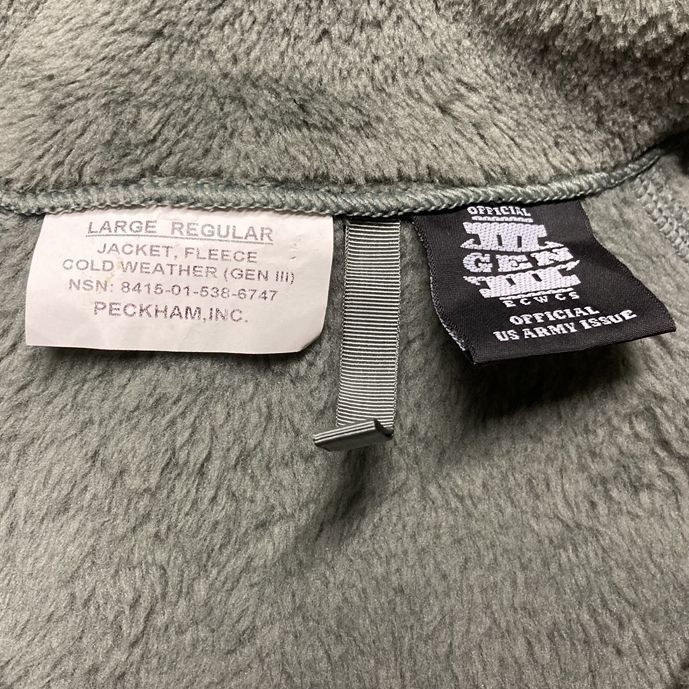 LARGE REGULAR
JACKET, FLEECE
COLD WEATHER (GEN III)
NSN: 8415-01-538-6747
PECKHAM, INC.
OFFICIAL
III
GEN
ECWCS
OFFICIAL
US ARMY ISSUE